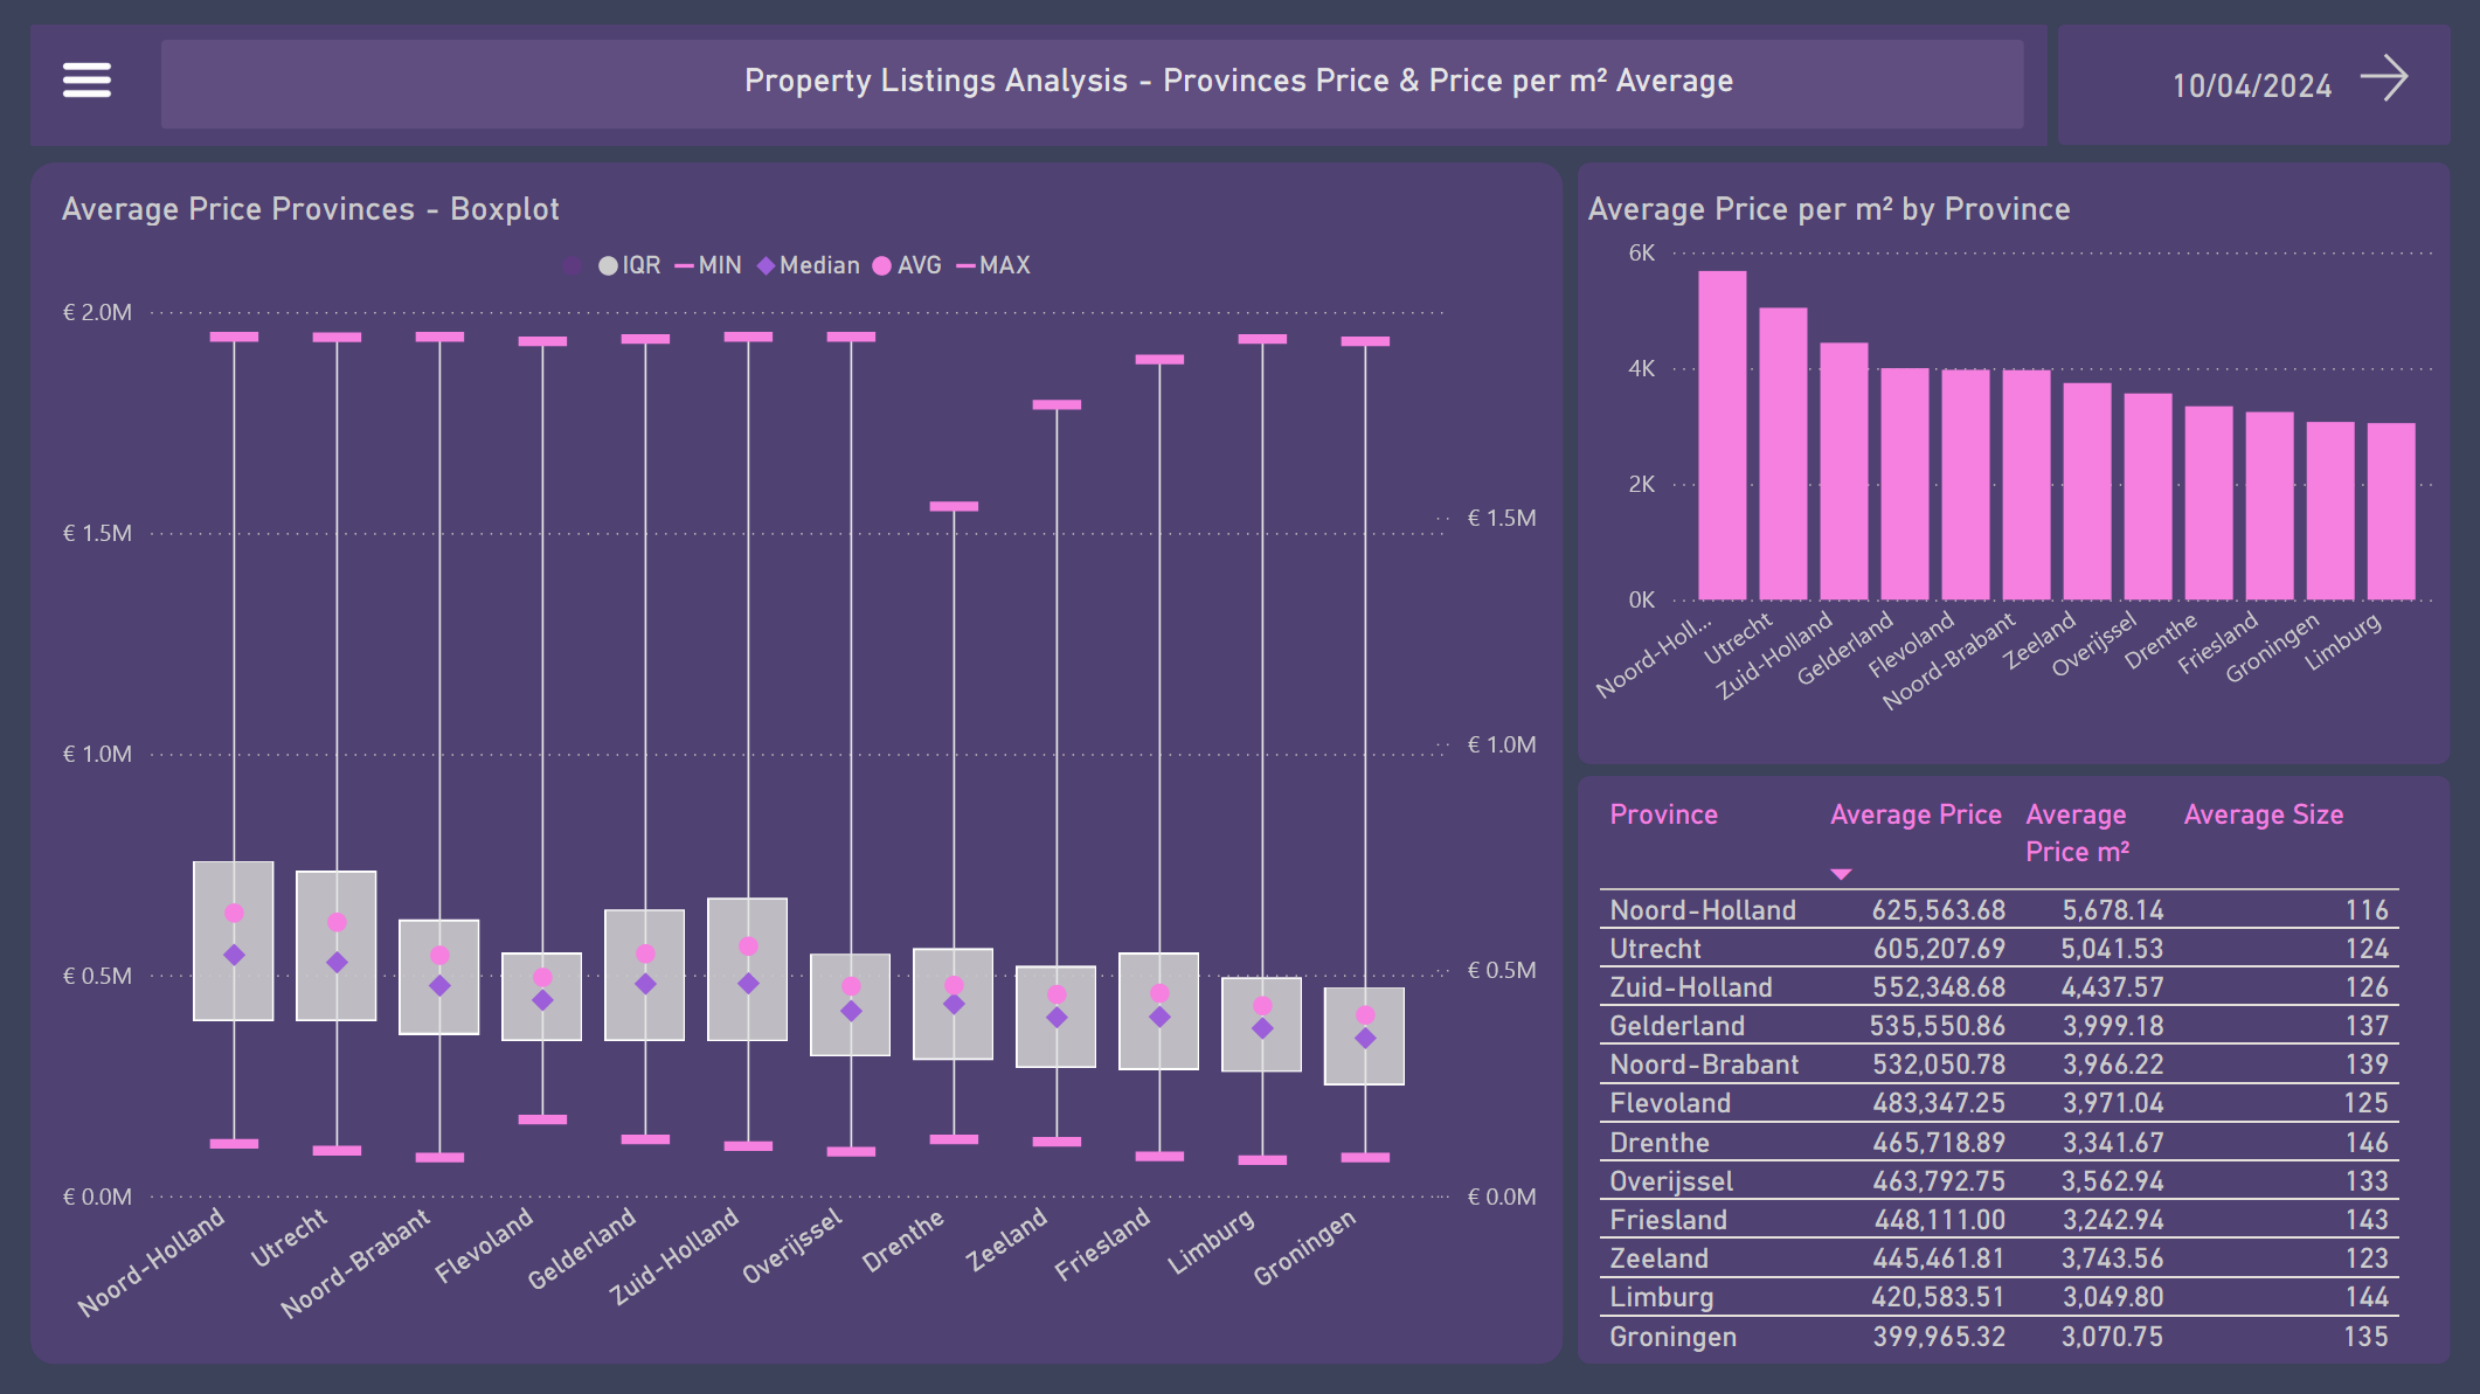 Property Listings Analysis - Provinces Price & Price per m² Average
10/04/2024
Average Price Provinces - Boxplot
IQR MIN Median AVG MAX
€ 2.0M
€ 1.5M
€ 1.0M
€ 0.5M
€ 0.0M
€ 1.5M
€ 1.0M
€ 0.5M
€ 0.0M
Noord-Holland
Utrecht
Noord-Brabant
Flevoland
Gelderland
Zuid-Holland
Overijssel
Drenthe
Zeeland
Friesland
Limburg
Groningen
Average Price per m² by Province
6K
4K
2K
0K
Noord-Holl...
Utrecht
Zuid-Holland
Gelderland
Flevoland
Noord-Brabant
Zeeland
Overijssel
Drenthe
Friesland
Groningen
Limburg
Province Average Price Average Price m² Average Size
Noord-Holland 625,563.68 5,678.14 116
Utrecht 605,207.69 5,041.53 124
Zuid-Holland 552,348.68 4,437.57 126
Gelderland 535,550.86 3,999.18 137
Noord-Brabant 532,050.78 3,966.22 139
Flevoland 483,347.25 3,971.04 125
Drenthe 465,718.89 3,341.67 146
Overijssel 463,792.75 3,562.94 133
Friesland 448,111.00 3,242.94 143
Zeeland 445,461.81 3,743.56 123
Limburg 420,583.51 3,049.80 144
Groningen 399,965.32 3,070.75 135